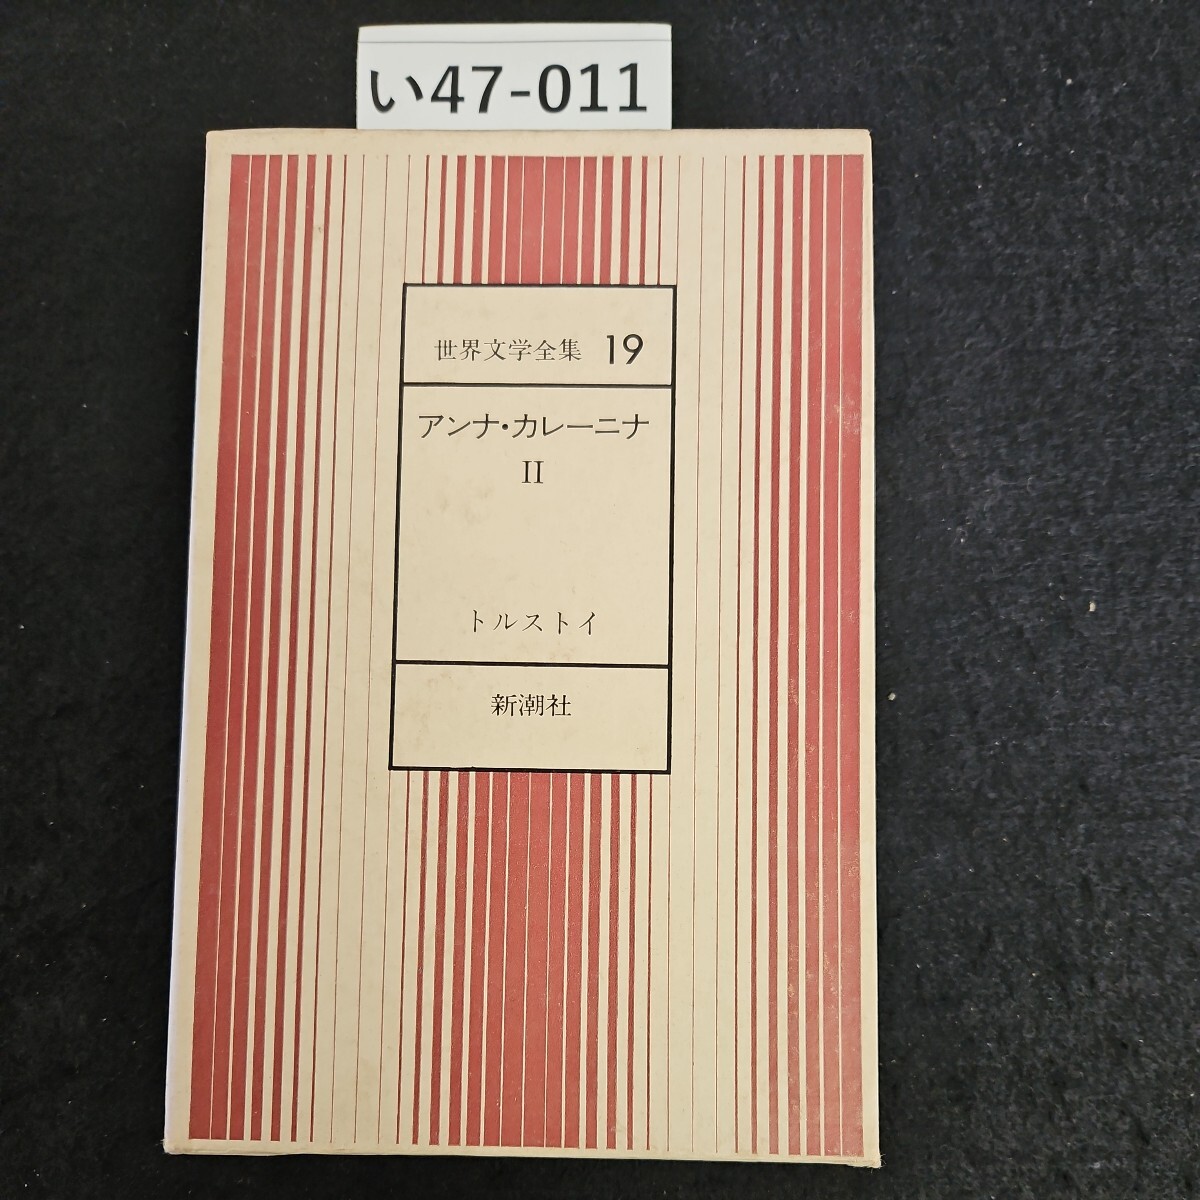 い47-011
世界文学全集 19
アンナ・カレーニナ
II
トルストイ
新潮社